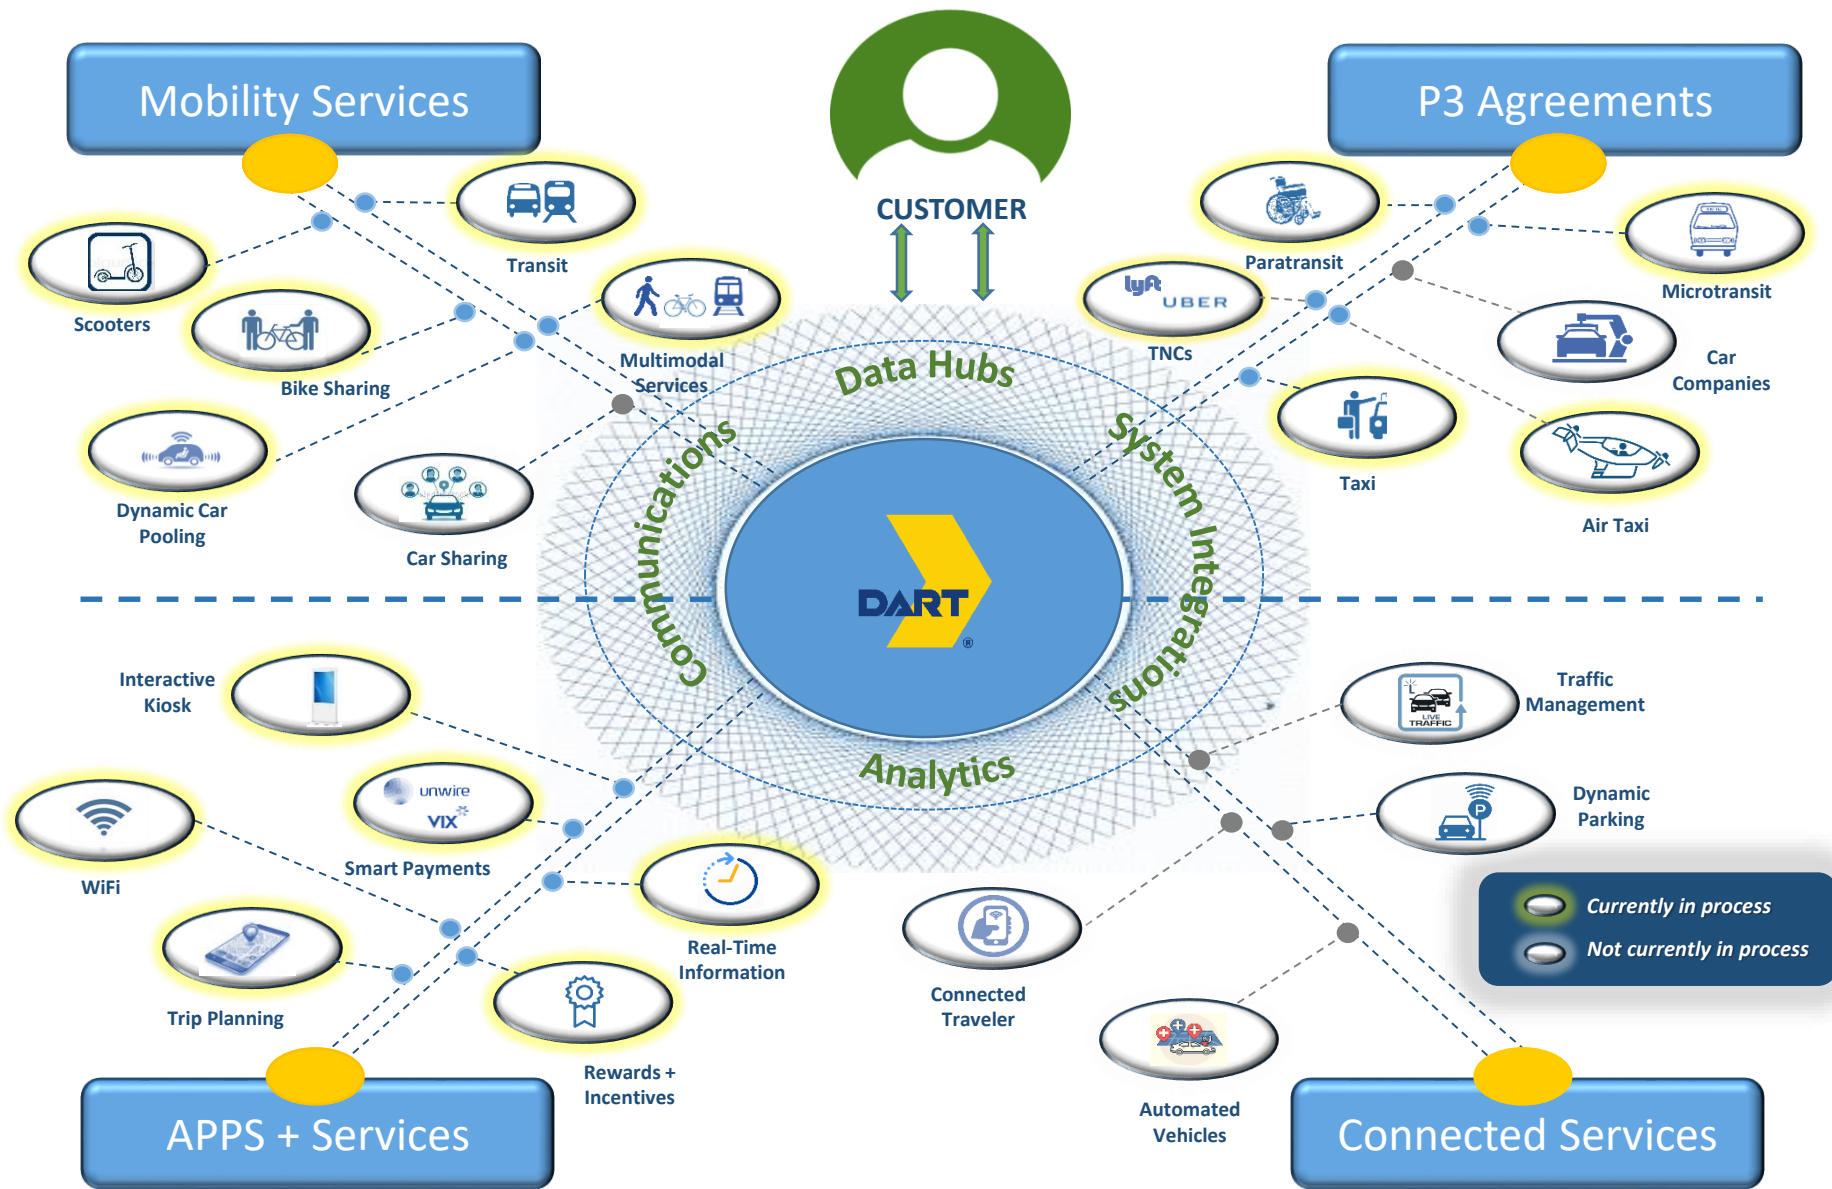 Mobility Services
P3 Agreements
CUSTOMER
Transit
Scooters
Bike Sharing
Multimodal
Services
Dynamic Car
Pooling
Car Sharing
Paratransit
Microtransit
lyft
UBER
TNCs
Car
Companies
Taxi
Air Taxi
Data Hubs
Communications
System Integrations
Analytics
DART
®
Interactive
Kiosk
unwire
VIX
Smart Payments
WiFi
Trip Planning
Real-Time
Information
Rewards +
Incentives
LIVE
TRAFFIC
Traffic
Management
P
Dynamic
Parking
Connected
Traveler
Automated
Vehicles
Currently in process
Not currently in process
APPS + Services
Connected Services